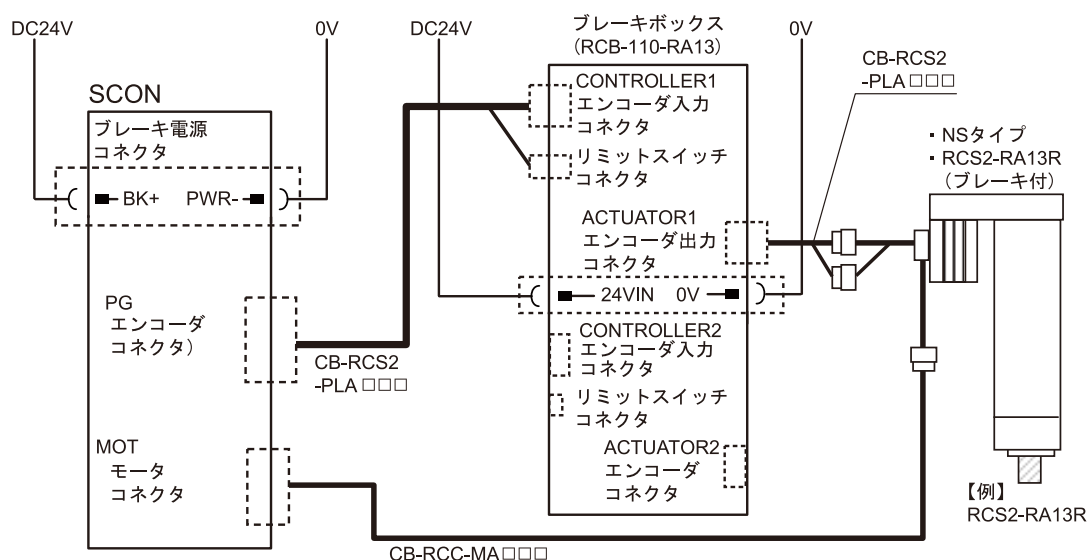 DC24V
0V
SCON
ブレーキ電源
コネクタ
BK+
PWR-
PG
エンコーダ
コネクタ）
CB-RCS2
-PLA□□□
MOT
モータ
コネクタ
CB-RCC-MA□□□
DC24V
ブレーキボックス
(RCB-110-RA13)
0V
CONTROLLER1
エンコーダ入力
コネクタ
リミットスイッチ
コネクタ
ACTUATOR1
エンコーダ出力
コネクタ
24VIN
0V
CONTROLLER2
エンコーダ入力
コネクタ
リミットスイッチ
コネクタ
ACTUATOR2
エンコーダ
コネクタ
CB-RCS2
-PLA□□□
・NSタイプ
・RCS2-RA13R
（ブレーキ付）
【例】
RCS2-RA13R